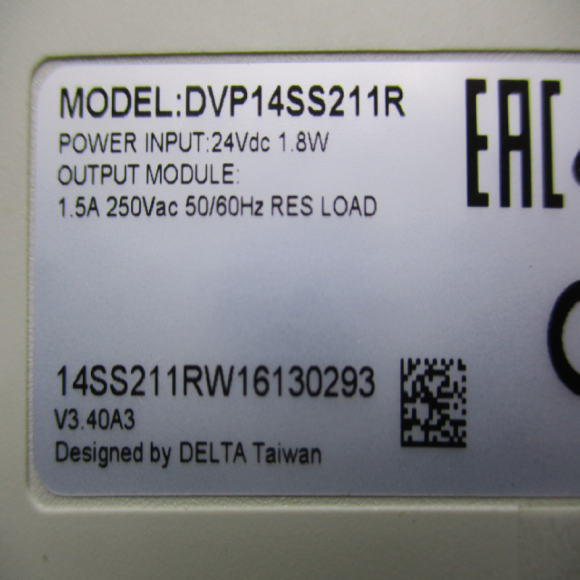 MODEL:DVP14SS211R
POWER INPUT:24Vdc 1.8W
OUTPUT MODULE:
1.5A 250Vac 50/60Hz RES LOAD
EAC
14SS211RW16130293
V3.40A3
Designed by DELTA Taiwan